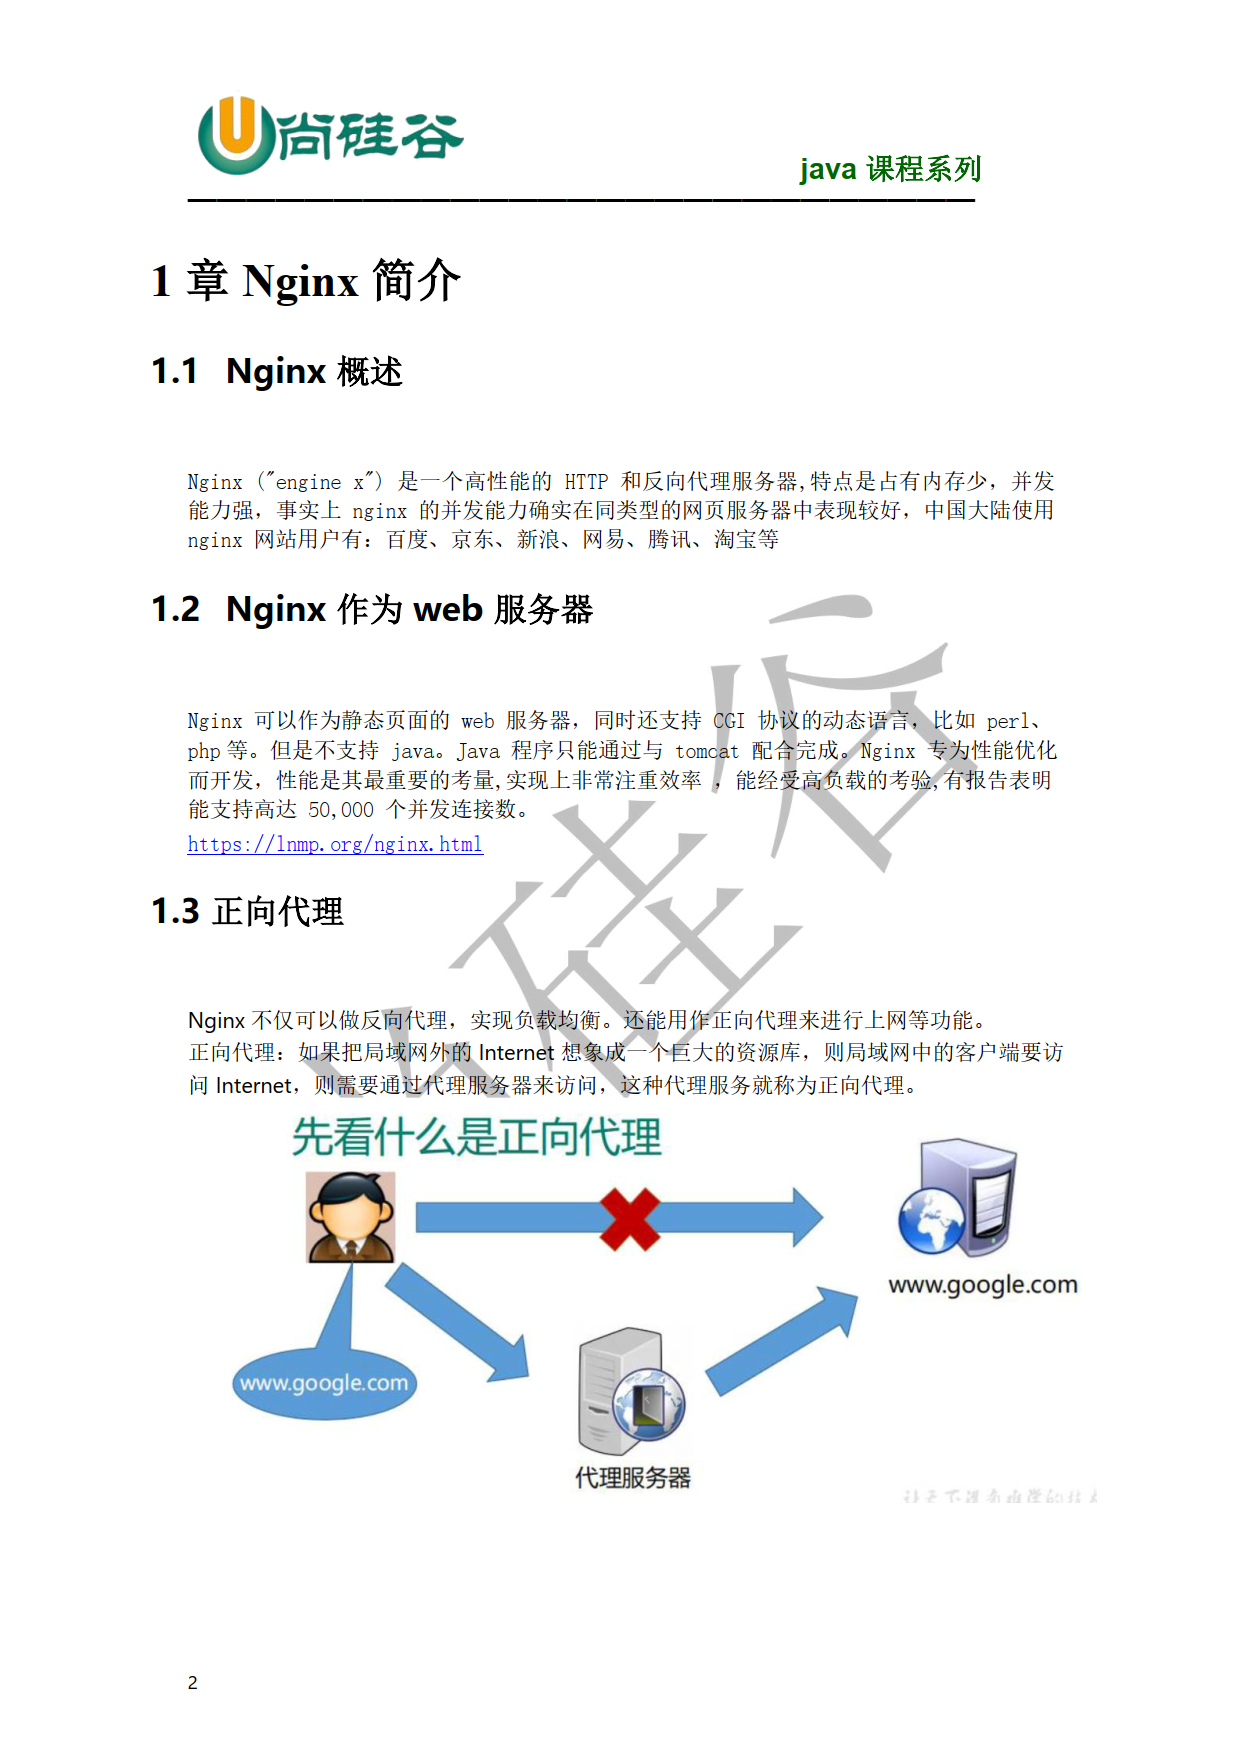 尚硅谷
java 课程系列
1 章 Nginx 简介
1.1 Nginx 概述
Nginx ("engine x") 是一个高性能的 HTTP 和反向代理服务器,特点是占有内存少，并发
能力强，事实上 nginx 的并发能力确实在同类型的网页服务器中表现较好，中国大陆使用
nginx 网站用户有：百度、京东、新浪、网易、腾讯、淘宝等
1.2 Nginx 作为 web 服务器
Nginx 可以作为静态页面的 web 服务器，同时还支持 CGI 协议的动态语言，比如 perl、
php 等。但是不支持 java。Java 程序只能通过与 tomcat 配合完成。Nginx 专为性能优化
而开发，性能是其最重要的考量,实现上非常注重效率 ，能经受高负载的考验,有报告表明
能支持高达 50,000 个并发连接数。
https://lnmp.org/nginx.html
1.3 正向代理
Nginx 不仅可以做反向代理，实现负载均衡。还能用作正向代理来进行上网等功能。
正向代理：如果把局域网外的 Internet 想象成一个巨大的资源库，则局域网中的客户端要访
问 Internet，则需要通过代理服务器来访问，这种代理服务就称为正向代理。
先看什么是正向代理
www.google.com
www.google.com
代理服务器
2